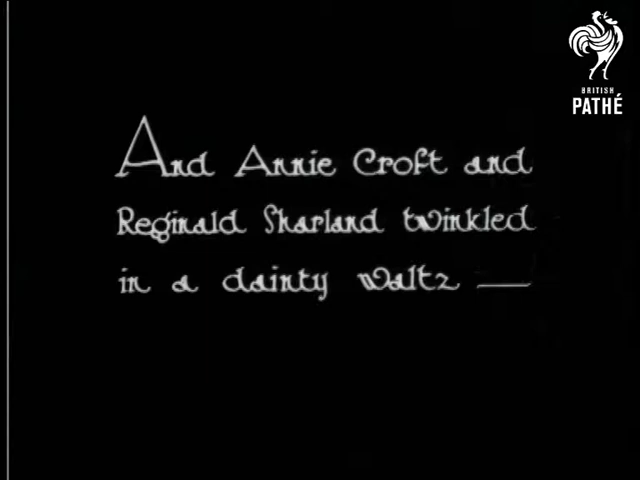 BRITISH
PATHÉ
And Annie Croft and
Reginald Sharland twinkled
in a dainty waltz —